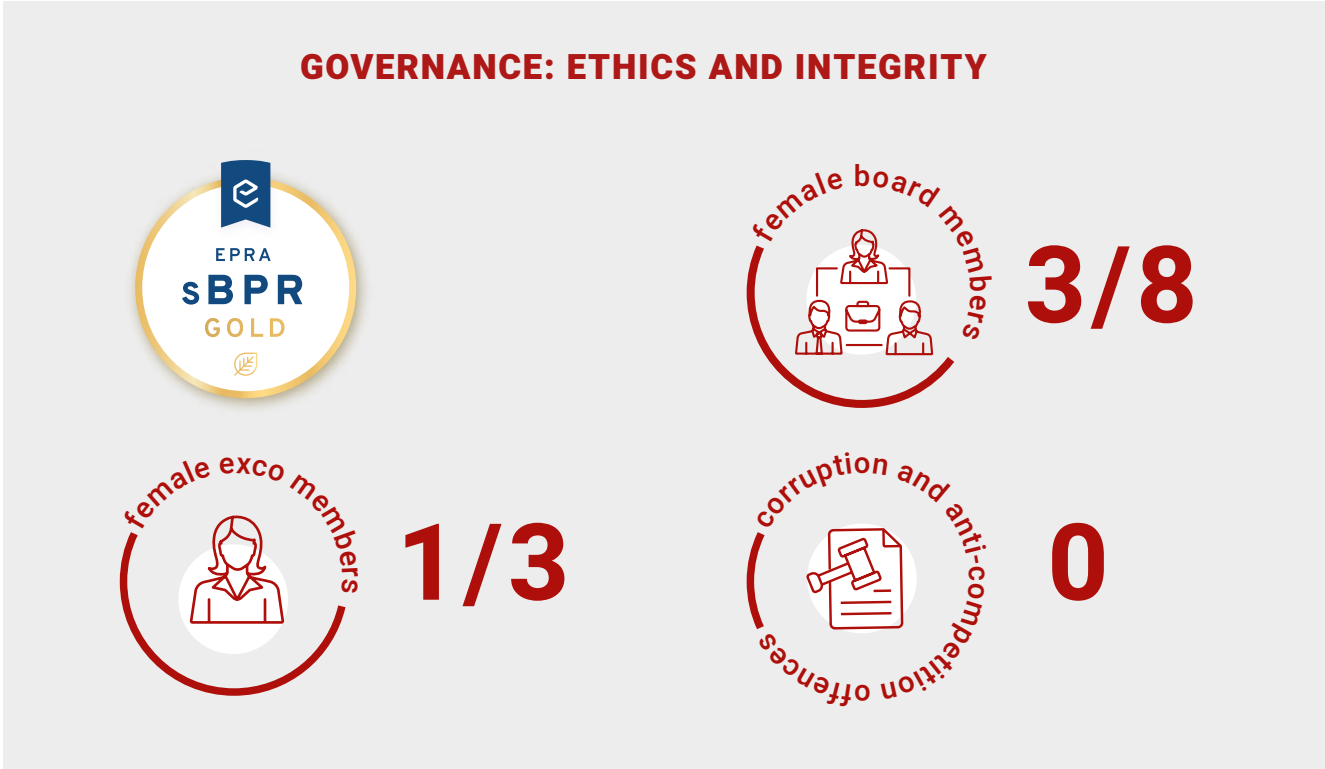 GOVERNANCE: ETHICS AND INTEGRITY
EPRA
sBPR
GOLD
female board members
3/8
female exco members
1/3
corruption and anti-competition offences
0